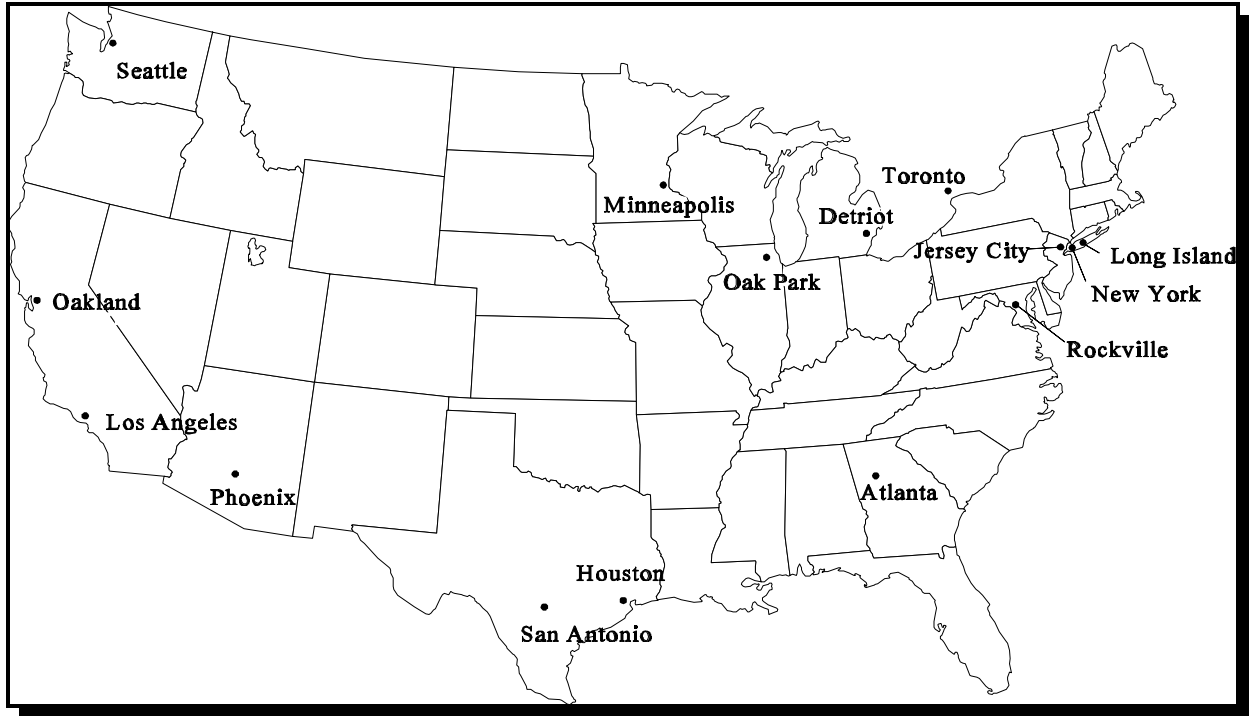 Seattle
Toronto
Minneapolis
Detriot
Jersey City
Long Island
Oak Park
New York
Oakland
Rockville
Los Angeles
Phoenix
Atlanta
Houston
San Antonio